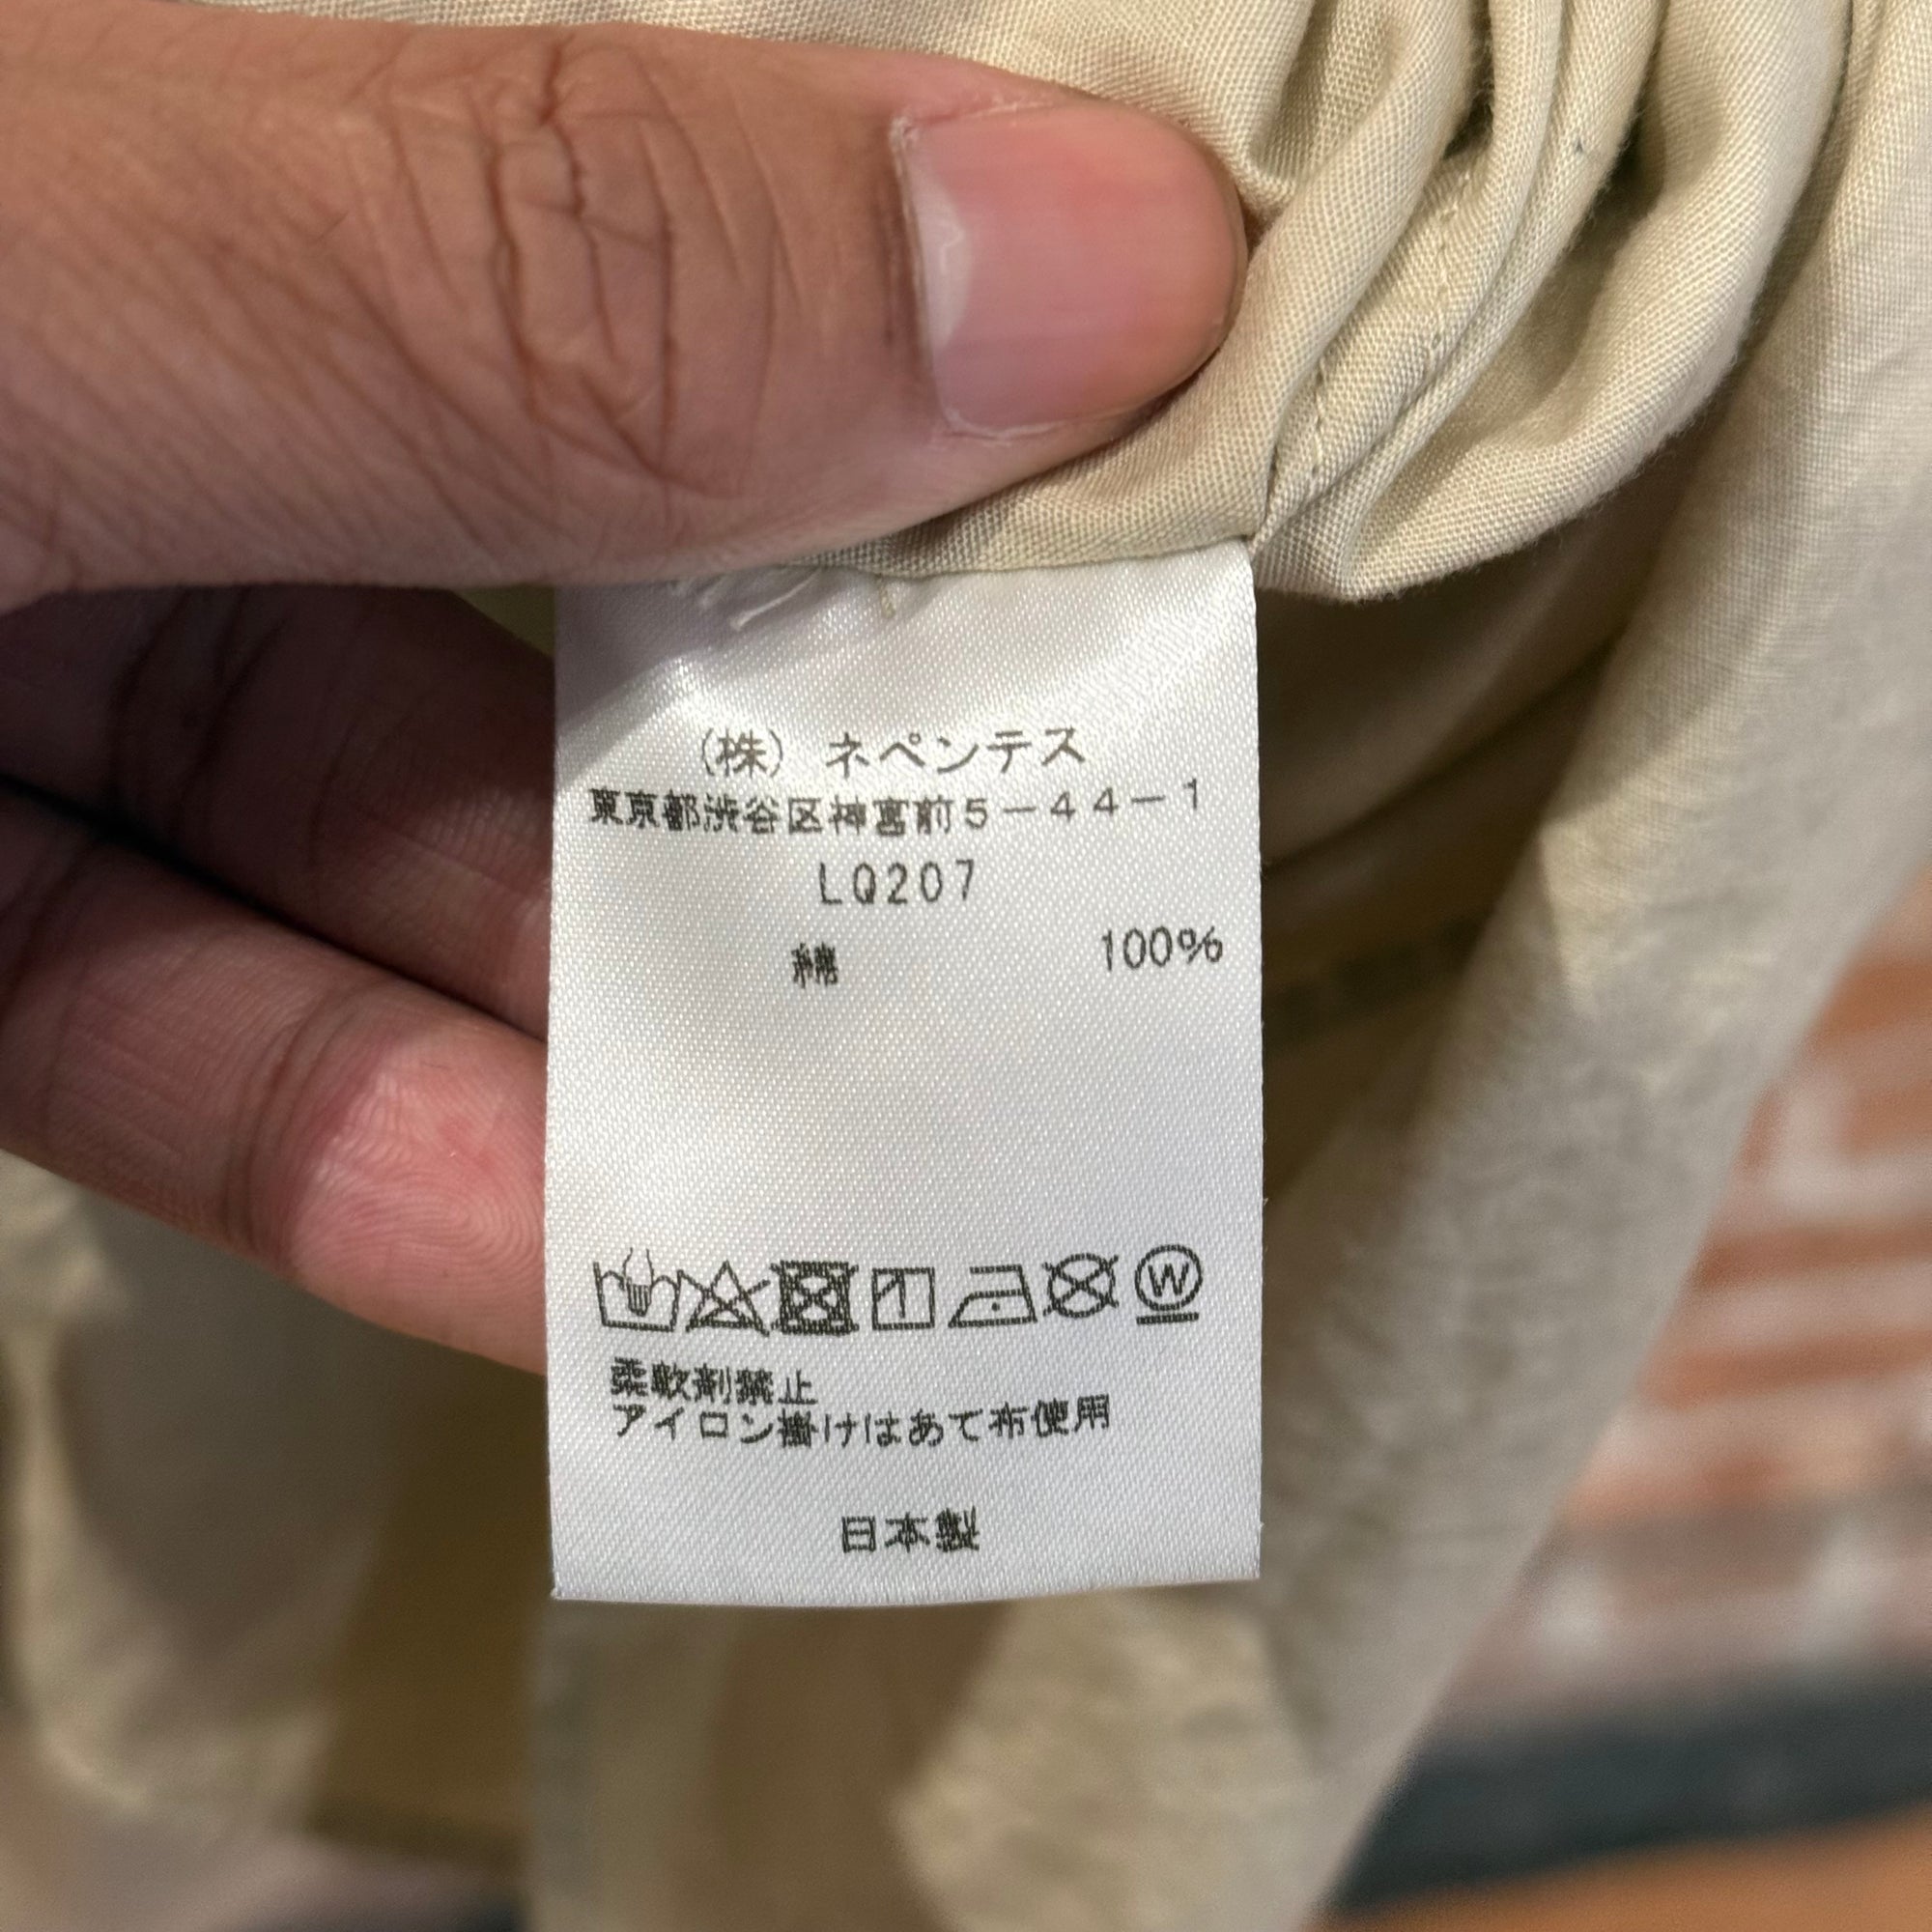 （株）ネペンテス
東京都渋谷区神宮前5－44－1
LQ207
綿 100%
W
柔軟剤禁止
アイロン掛けはあて布使用
日本製